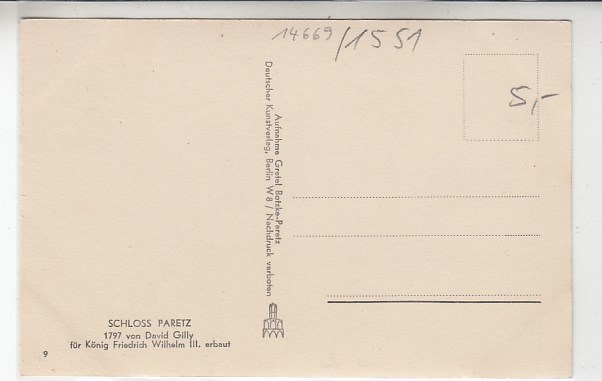 14669/1551
5,-
Aufnahme Gretel Botzke-Paretz
Deutscher Kunstverlag, Berlin W 8 / Nachdruck verboten
SCHLOSS PARETZ
1797 von David Gilly
für König Friedrich Wilhelm III. erbaut
9